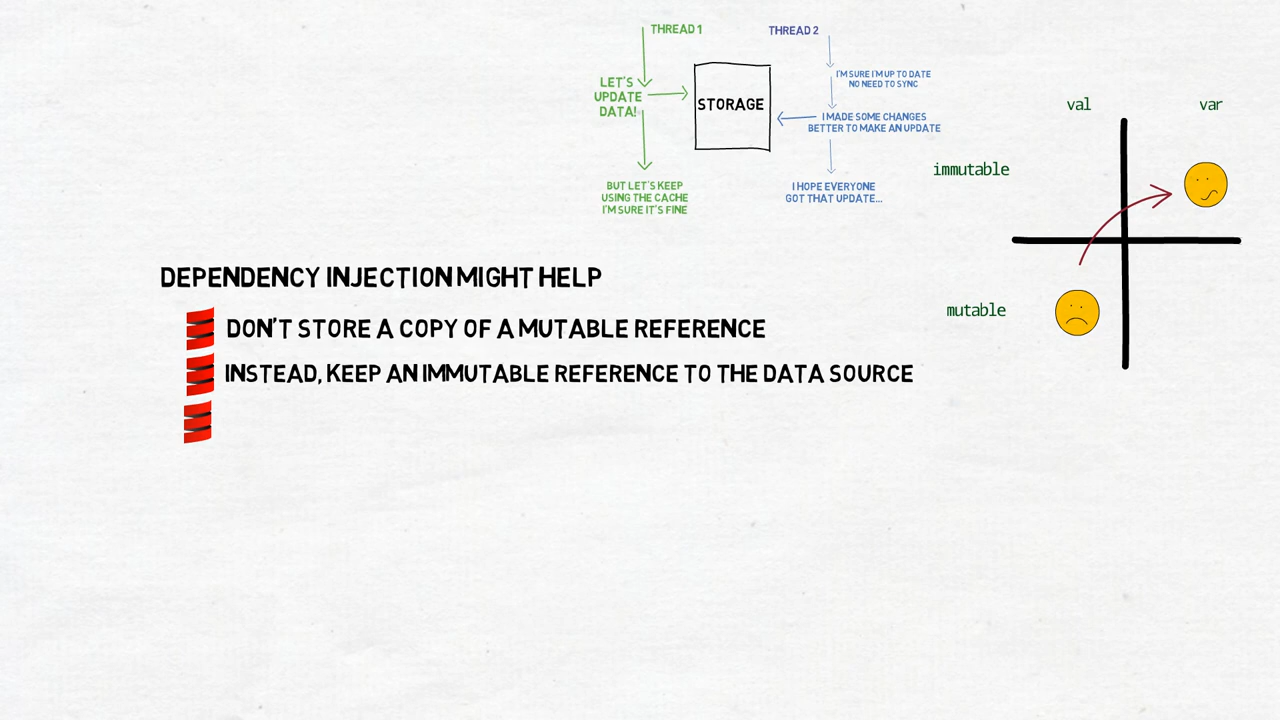 THREAD 1
THREAD 2
LET'S
UPDATE
DATA!
STORAGE
I'M SURE I'M UP TO DATE
NO NEED TO SYNC
I MADE SOME CHANGES
BETTER TO MAKE AN UPDATE
BUT LET'S KEEP
USING THE CACHE
I'M SURE IT'S FINE
I HOPE EVERYONE
GOT THAT UPDATE...
val
var
immutable
mutable
DEPENDENCY INJECTION MIGHT HELP
DON'T STORE A COPY OF A MUTABLE REFERENCE
INSTEAD, KEEP AN IMMUTABLE REFERENCE TO THE DATA SOURCE